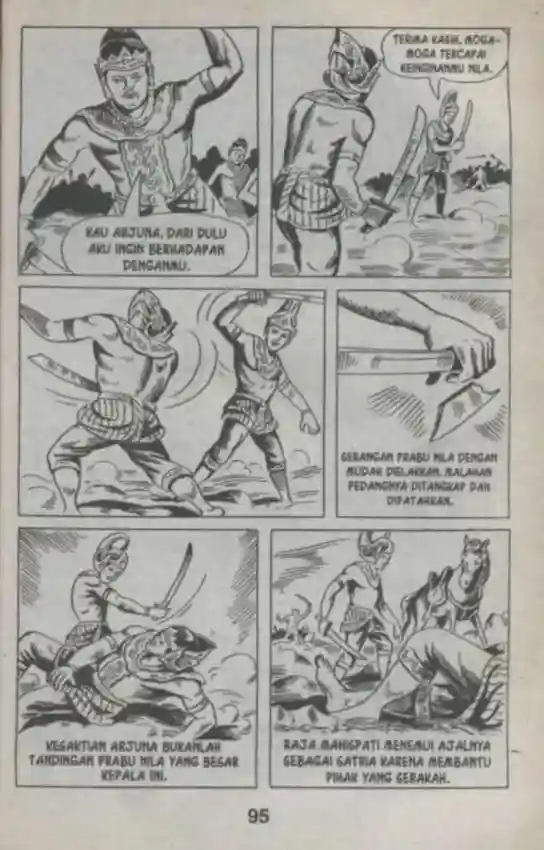 KAU ARJUNA, DARI DULU
AKU INGIN BERHADAPAN
DENGANMU.
TERIMA KASIH, MOGA-
MOGA TERCAPAI
KEINGINANMU NILA.
SERANGAN PRABU NILA DENGAN
MUDAH DIELAKKAN. MALAHAN
PEDANGNYA DITANGKAP DAN
DIPATAHKAN.
KESAKTIAN ARJUNA BUKANLAH
TANDINGAN PRABU NILA YANG BESAR
KEPALA INI.
RAJA MAHISPATI MENEMUI AJALNYA
SEBAGAI SATRIA KARENA MEMBANTU
PIHAK YANG SERAKAH.
95